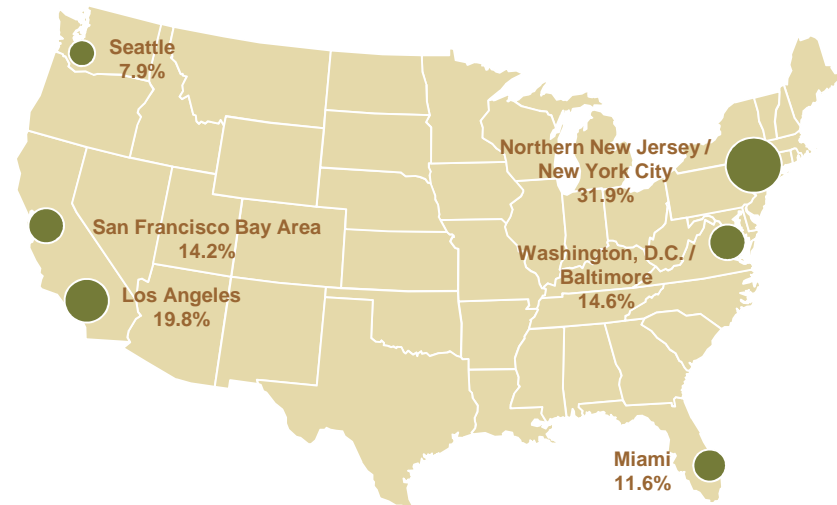 Seattle
7.9%
Northern New Jersey /
New York City
31.9%
San Francisco Bay Area
14.2%
Washington, D.C. /
Baltimore
14.6%
Los Angeles
19.8%
Miami
11.6%